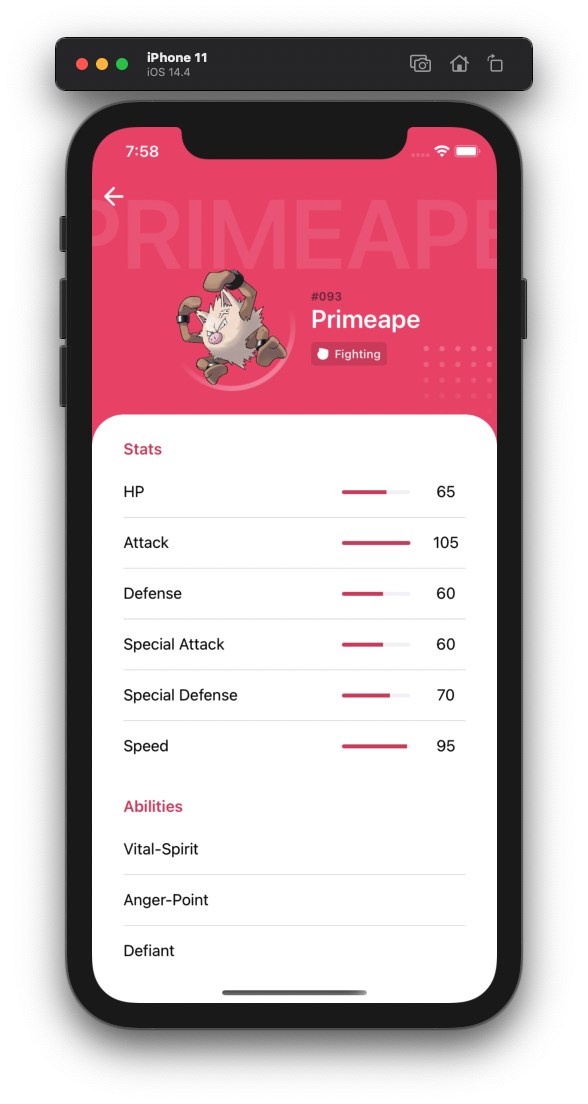 iPhone 11
iOS 14.4
7:58
PRIMEAPE
#093
Primeape
Fighting
Stats
HP 65
Attack 105
Defense 60
Special Attack 60
Special Defense 70
Speed 95
Abilities
Vital-Spirit
Anger-Point
Defiant